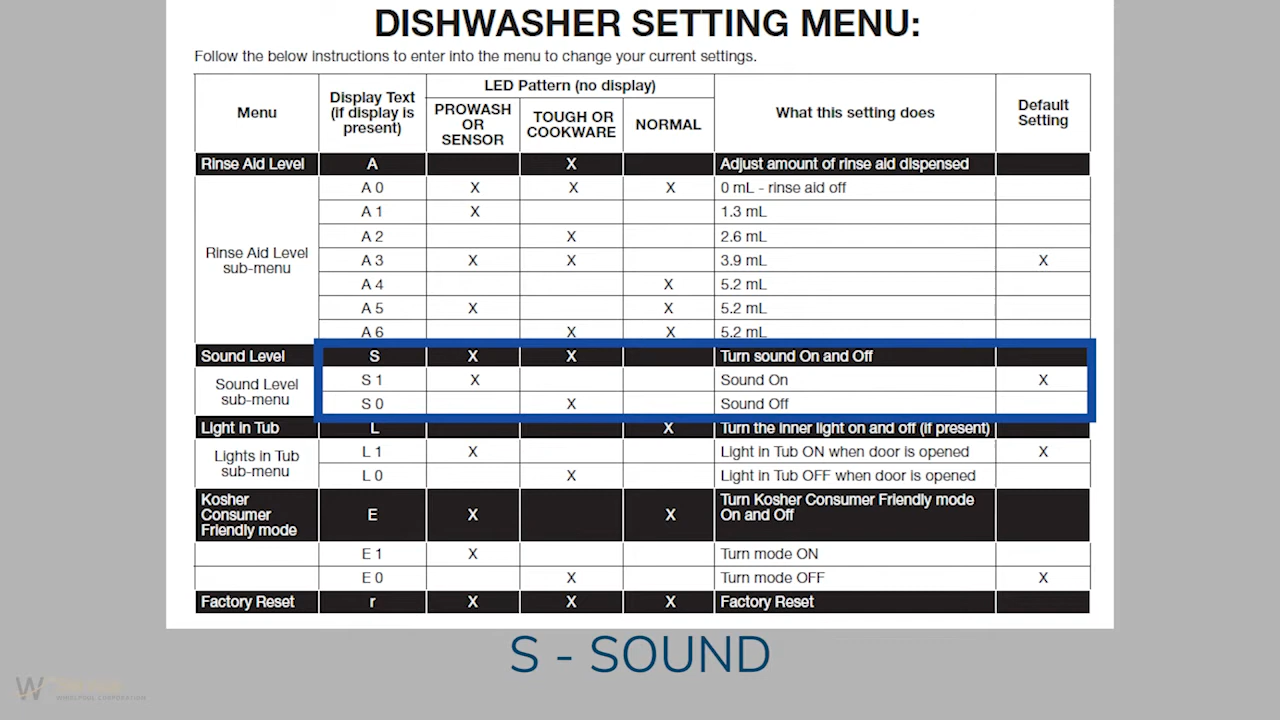 DISHWASHER SETTING MENU:
Follow the below instructions to enter into the menu to change your current settings.
Menu
Display Text
(if display is
present)
LED Pattern (no display)
PROWASH
OR
SENSOR
TOUGH OR
COOKWARE
NORMAL
What this setting does
Default
Setting
Rinse Aid Level A X Adjust amount of rinse aid dispensed
Rinse Aid Level
sub-menu
A 0 X X X 0 mL - rinse aid off
A 1 X 1.3 mL
A 2 X 2.6 mL
A 3 X X 3.9 mL X
A 4 X 5.2 mL
A 5 X X 5.2 mL
A 6 X X 5.2 mL
Sound Level S X X Turn sound On and Off
Sound Level
sub-menu
S 1 X Sound On X
S 0 X Sound Off
Light in Tub L X Turn the inner light on and off (if present)
Lights in Tub
sub-menu
L 1 X Light in Tub ON when door is opened X
L 0 X Light in Tub OFF when door is opened
Kosher
Consumer
Friendly mode
E X X Turn Kosher Consumer Friendly mode
On and Off
E 1 X Turn mode ON
E 0 X Turn mode OFF X
Factory Reset r X X X Factory Reset
S - SOUND
W
WHIRLPOOL CORPORATION